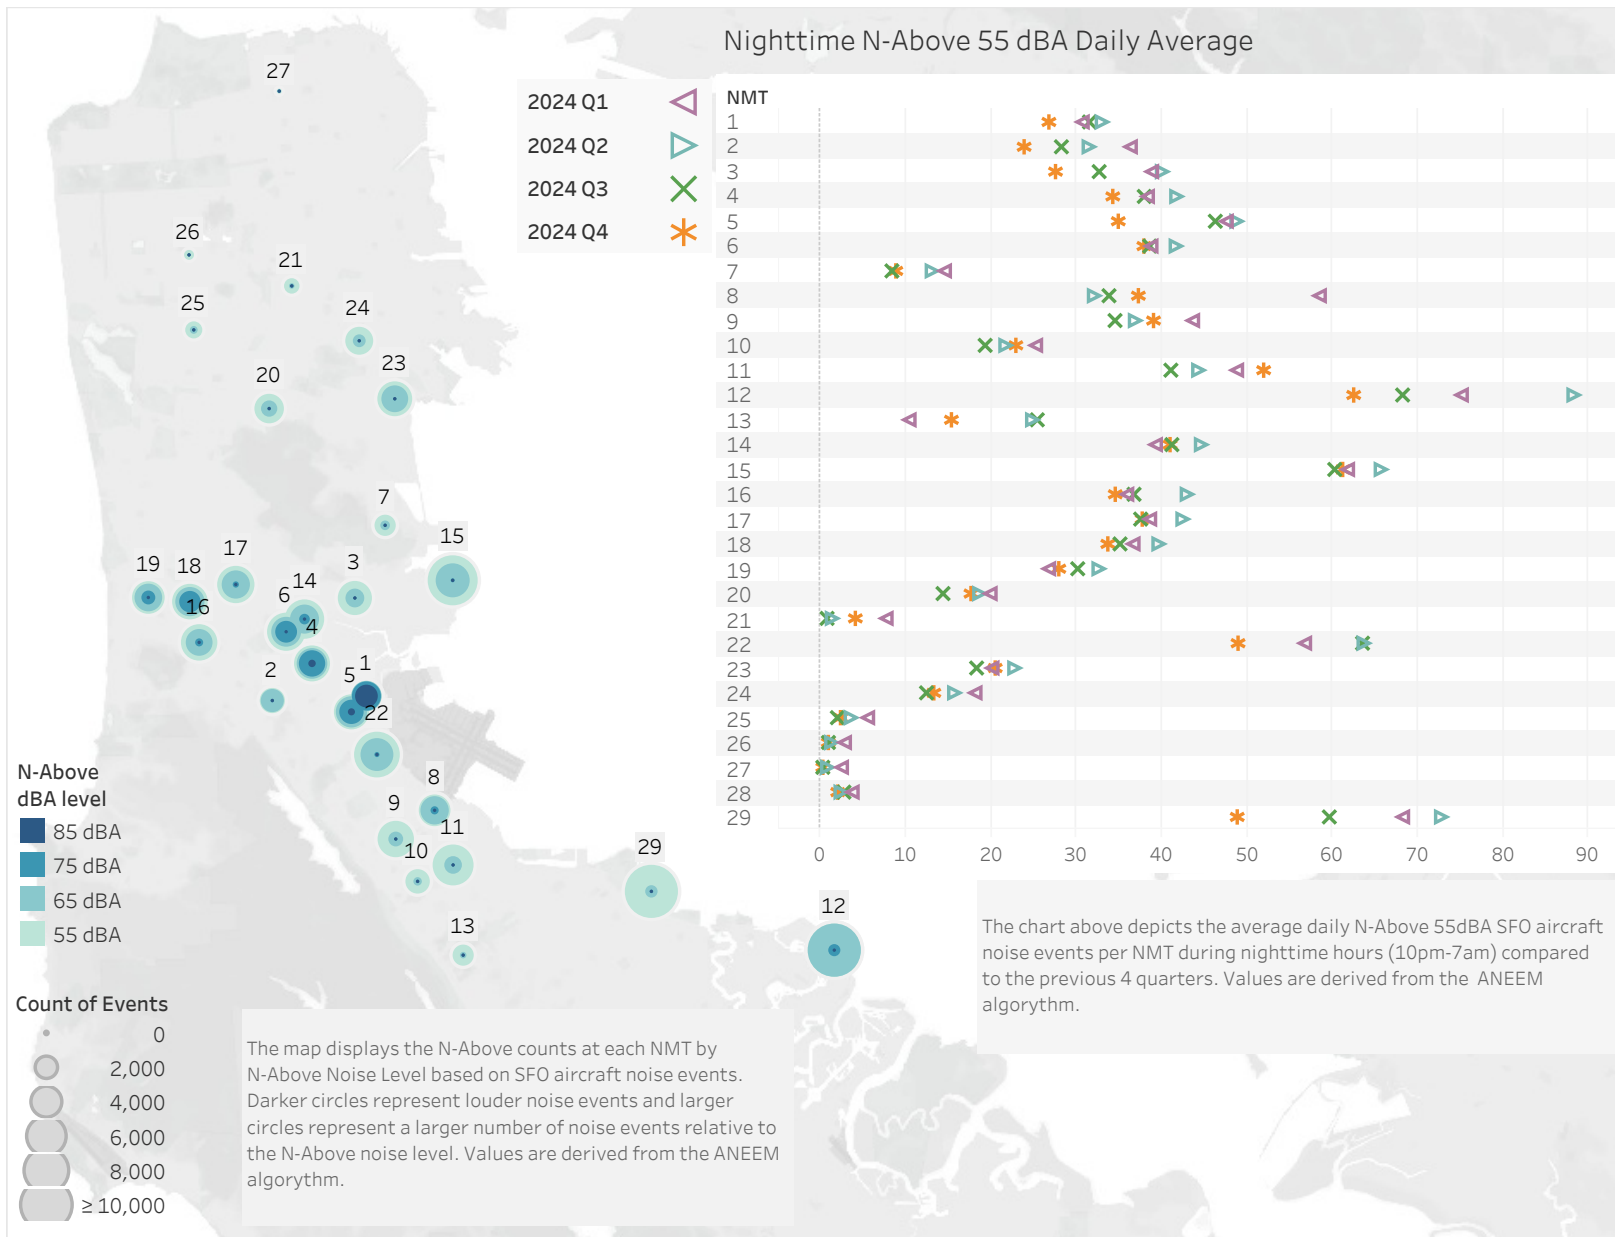 Nighttime N-Above 55 dBA Daily Average
2024 Q1
2024 Q2
2024 Q3
2024 Q4
NMT
1
2
3
4
5
6
7
8
9
10
11
12
13
14
15
16
17
18
19
20
21
22
23
24
25
26
27
28
29
0 10 20 30 40 50 60 70 80 90
27
26
21
25
24
23
20
7
15
19
18
17
3
6
14
16
4
2
5
1
22
8
9
11
10
29
13
12
N-Above
dBA level
85 dBA
75 dBA
65 dBA
55 dBA
Count of Events
0
2,000
4,000
6,000
8,000
≥ 10,000
The map displays the N-Above counts at each NMT by
N-Above Noise Level based on SFO aircraft noise events.
Darker circles represent louder noise events and larger
circles represent a larger number of noise events relative to
the N-Above noise level. Values are derived from the ANEEM
algorythm.
The chart above depicts the average daily N-Above 55dBA SFO aircraft
noise events per NMT during nighttime hours (10pm-7am) compared
to the previous 4 quarters. Values are derived from the  ANEEM
algorythm.